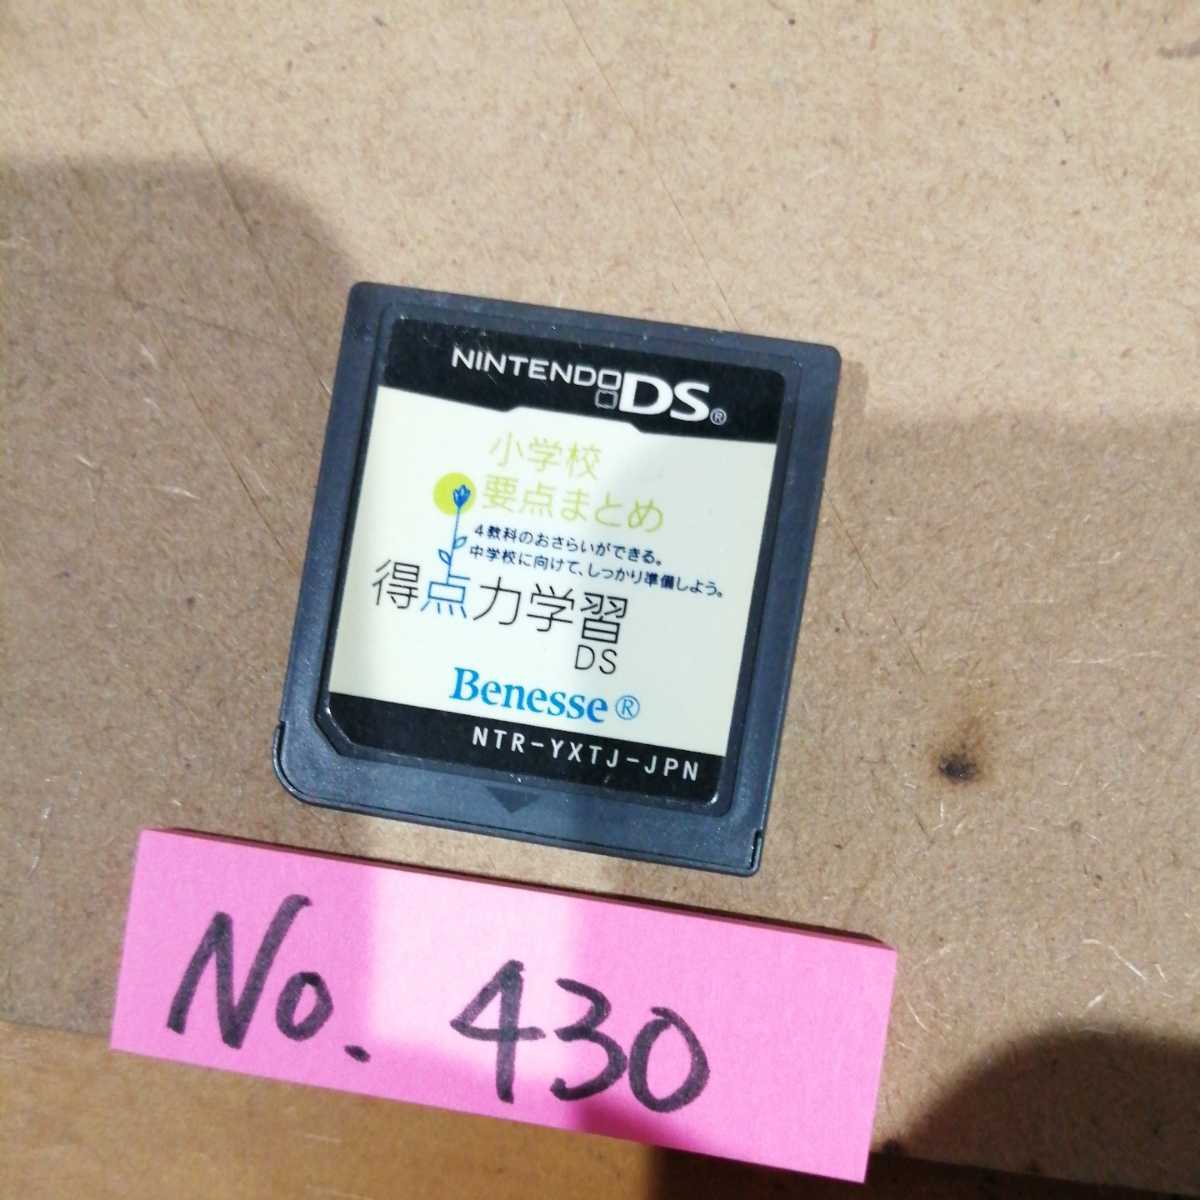 NINTENDO DS®
小学校
要点まとめ
4教科のおさらいができる。
中学校に向けて、しっかり準備しよう。
得点力学習
DS
Benesse®
NTR-YXTJ-JPN
No. 430